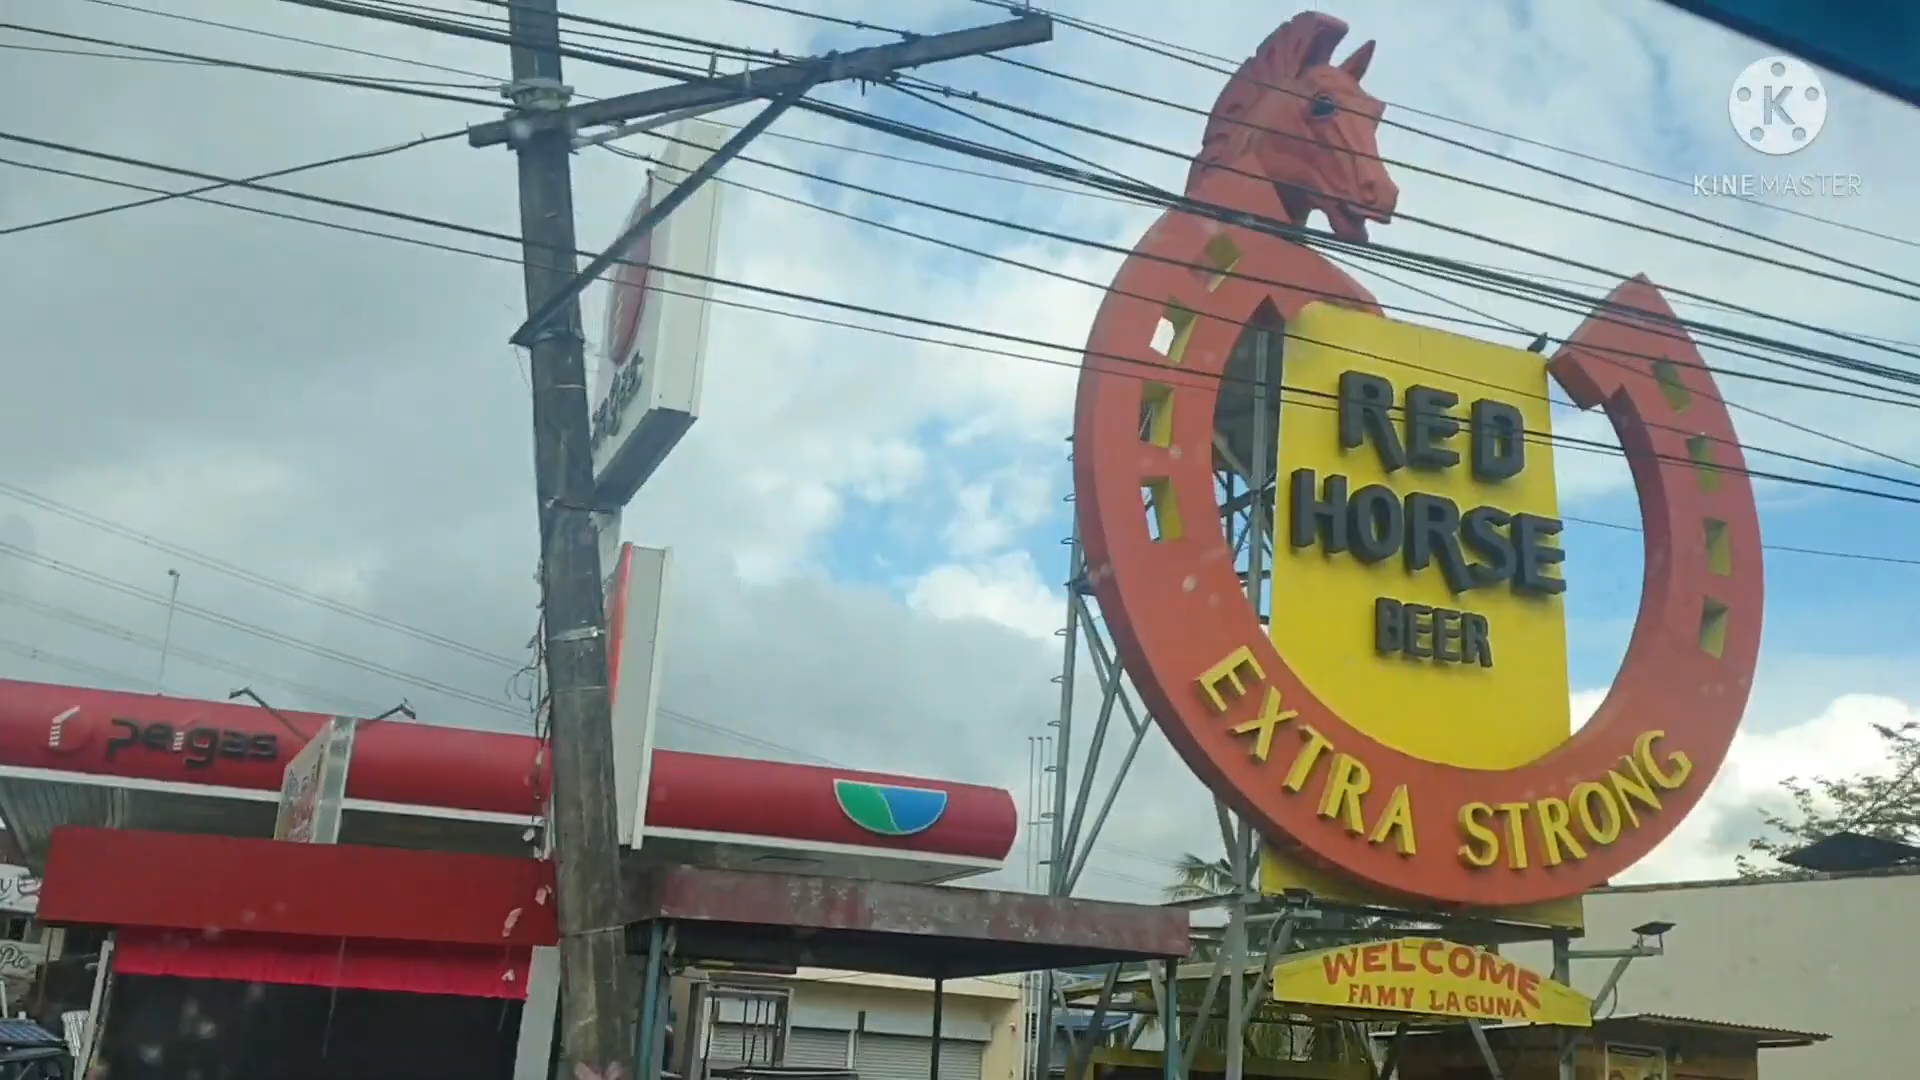 K
KINEMASTER
RED
HORSE
BEER
EXTRA STRONG
WELCOME
FAMY LAGUNA
petgas